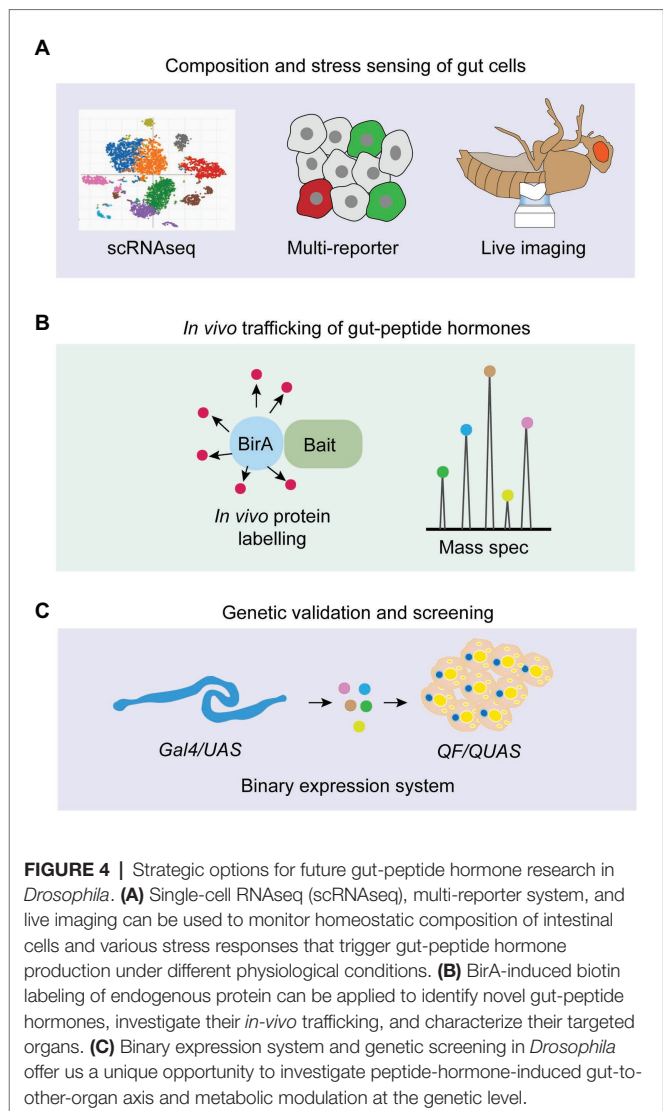 A
Composition and stress sensing of gut cells
scRNAseq
Multi-reporter
Live imaging
B
In vivo trafficking of gut-peptide hormones
BirA
Bait
In vivo protein
labelling
Mass spec
C
Genetic validation and screening
Gal4/UAS
QF/QUAS
Binary expression system
FIGURE 4 | Strategic options for future gut-peptide hormone research in
Drosophila. (A) Single-cell RNAseq (scRNAseq), multi-reporter system, and
live imaging can be used to monitor homeostatic composition of intestinal
cells and various stress responses that trigger gut-peptide hormone
production under different physiological conditions. (B) BirA-induced biotin
labeling of endogenous protein can be applied to identify novel gut-peptide
hormones, investigate their in-vivo trafficking, and characterize their targeted
organs. (C) Binary expression system and genetic screening in Drosophila
offer us a unique opportunity to investigate peptide-hormone-induced gut-to-
other-organ axis and metabolic modulation at the genetic level.